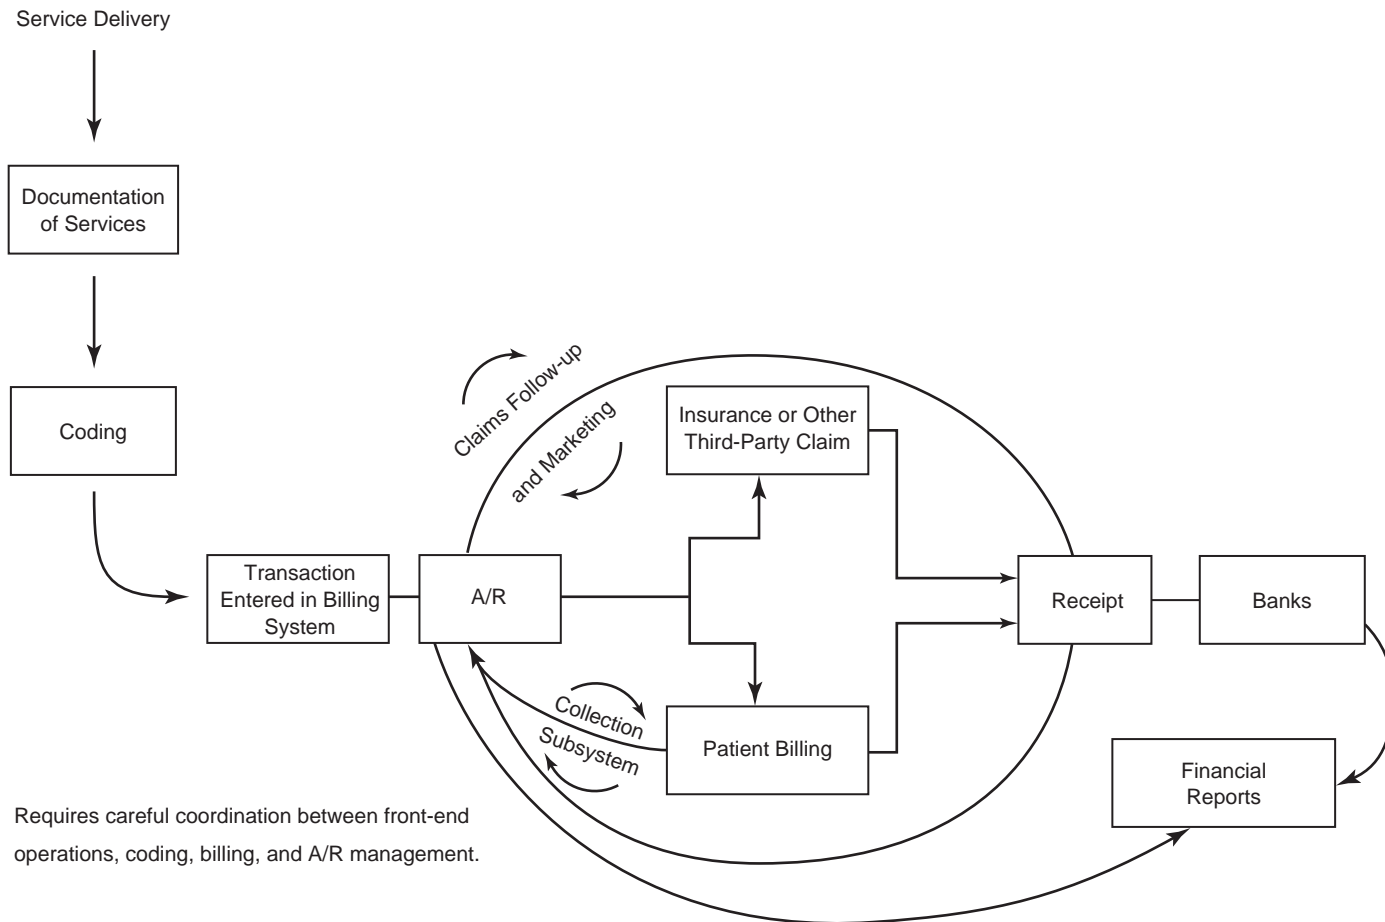 Service Delivery
Documentation
of Services
Coding
Transaction
Entered in Billing
System
A/R
Claims Follow-up
and Marketing
Insurance or Other
Third-Party Claim
Collection
Subsystem
Patient Billing
Receipt
Banks
Financial
Reports
Requires careful coordination between front-end
operations, coding, billing, and A/R management.